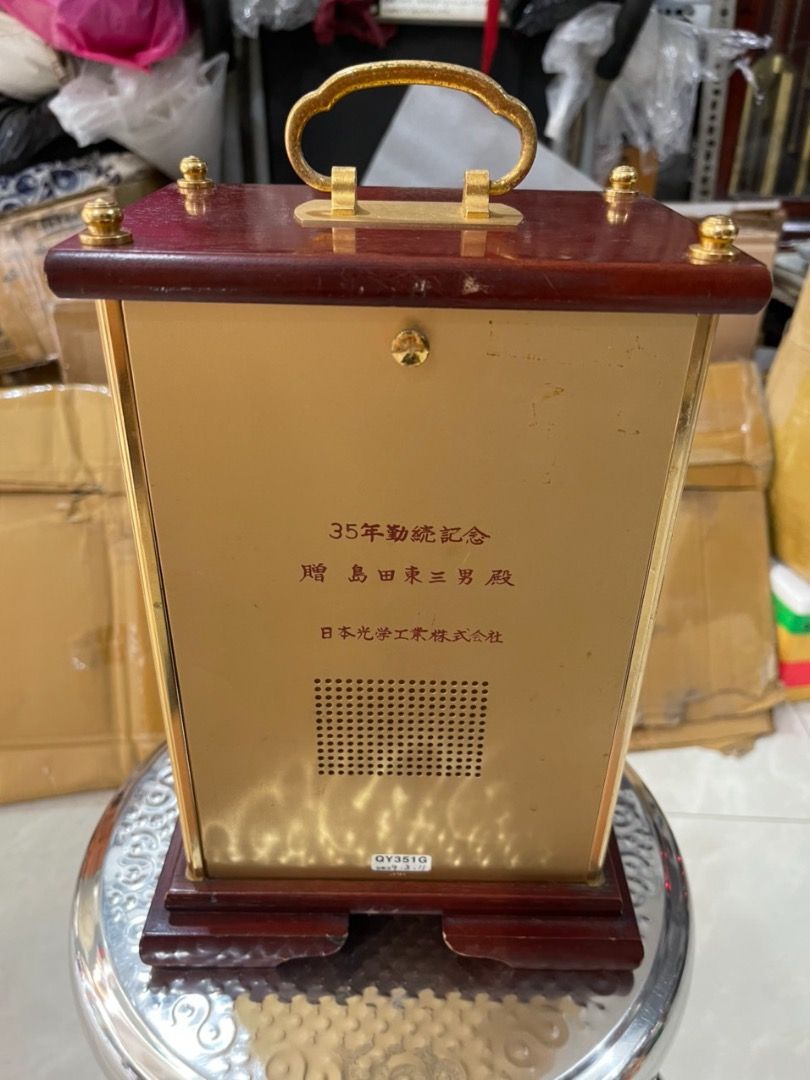 35年勤続記念
贈 島田東三男殿
日本光学工業株式会社
QY351G